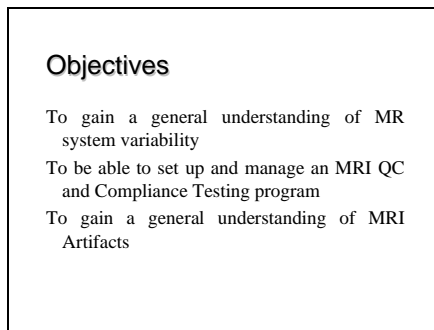 Objectives
To gain a general understanding of MR
system variability
To be able to set up and manage an MRI QC
and Compliance Testing program
To gain a general understanding of MRI
Artifacts